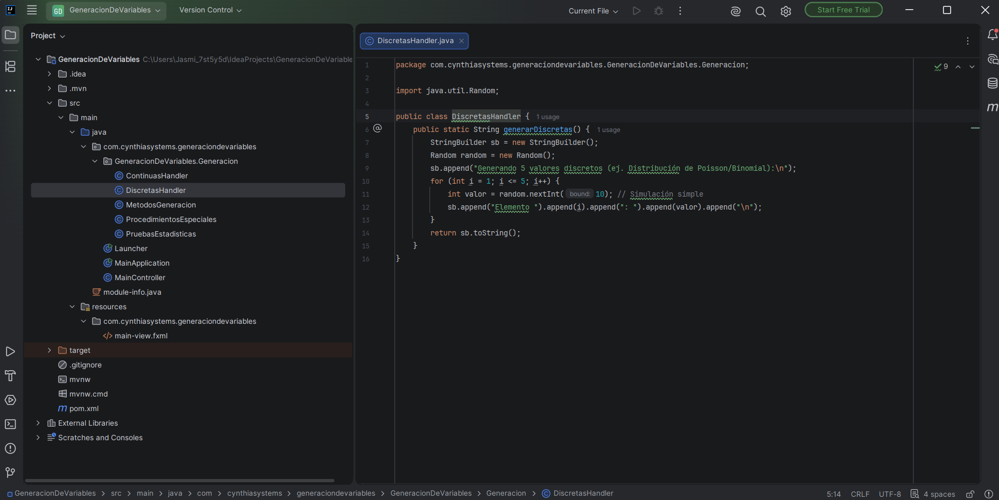 GD GeneracionDeVariables Version Control Current File Start Free Trial
Project
GeneracionDeVariables C:\Users\Jasmi_7st5y5d\IdeaProjects\GeneracionDeVariable
.idea
.mvn
src
main
java
com.cynthiasystems.generaciondevariables
GeneracionDeVariables.Generacion
ContinuasHandler
DiscretasHandler
MetodosGeneracion
ProcedimientosEspeciales
PruebasEstadisticas
Launcher
MainApplication
MainController
module-info.java
resources
com.cynthiasystems.generaciondevariables
main-view.fxml
target
.gitignore
mvnw
mvnw.cmd
pom.xml
External Libraries
Scratches and Consoles
DiscretasHandler.java
9
1 package com.cynthiasystems.generaciondevariables.GeneracionDeVariables.Generacion;
2
3 import java.util.Random;
4
5 public class DiscretasHandler { 1 usage
6 public static String generarDiscretas() { 1 usage
7 StringBuilder sb = new StringBuilder();
8 Random random = new Random();
9 sb.append("Generando 5 valores discretos (ej. Distribución de Poisson/Binomial):\n");
10 for (int i = 1; i <= 5; i++) {
11 int valor = random.nextInt( bound: 10); // Simulación simple
12 sb.append("Elemento ").append(i).append(": ").append(valor).append("\n");
13 }
14 return sb.toString();
15 }
16 }
GeneracionDeVariables > src > main > java > com > cynthiasystems > generaciondevariables > GeneracionDeVariables > Generacion > DiscretasHandler
5:14 CRLF UTF-8 4 spaces